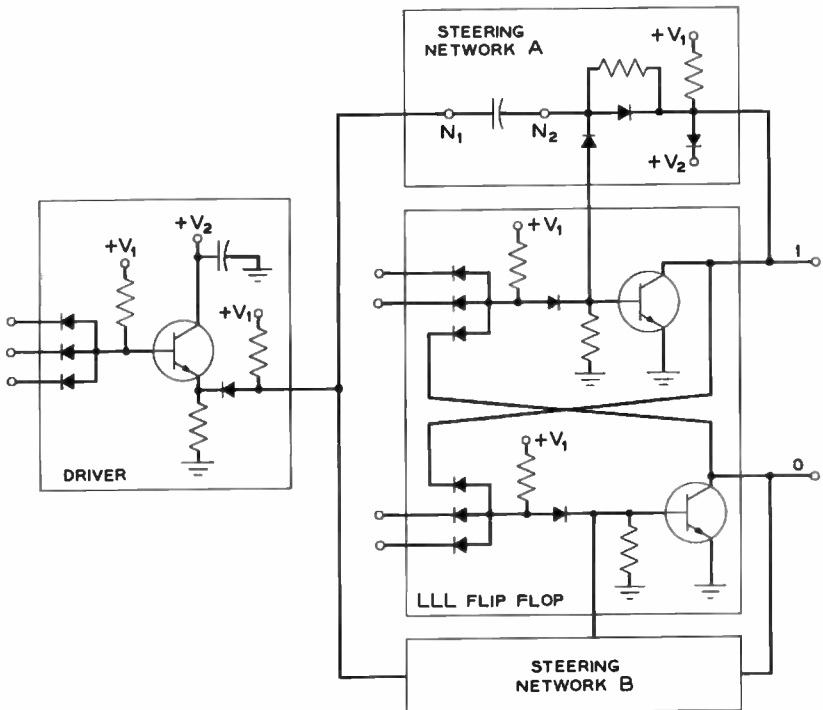 STEERING
NETWORK A
+V₁
N₁
N₂
+V₂
+V₂
+V₁
+V₁
DRIVER
+V₁
1
+V₁
0
LLL FLIP FLOP
STEERING
NETWORK B